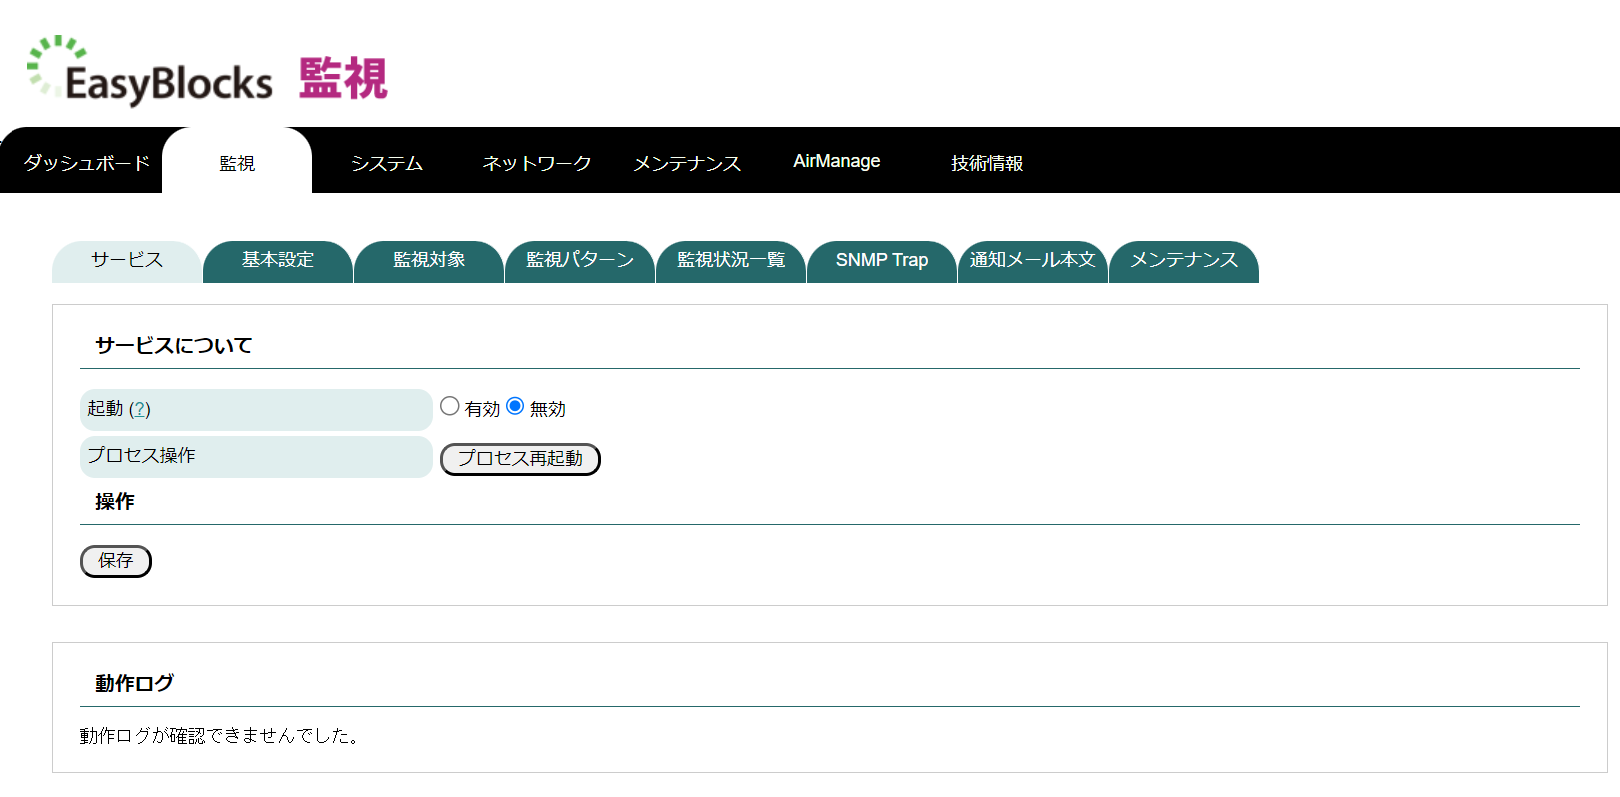 EasyBlocks 監視
ダッシュボード 監視 システム ネットワーク メンテナンス AirManage 技術情報
サービス 基本設定 監視対象 監視パターン 監視状況一覧 SNMP Trap 通知メール本文 メンテナンス
サービスについて
起動 (?) 有効 無効
プロセス操作 プロセス再起動
操作
保存
動作ログ
動作ログが確認できませんでした。